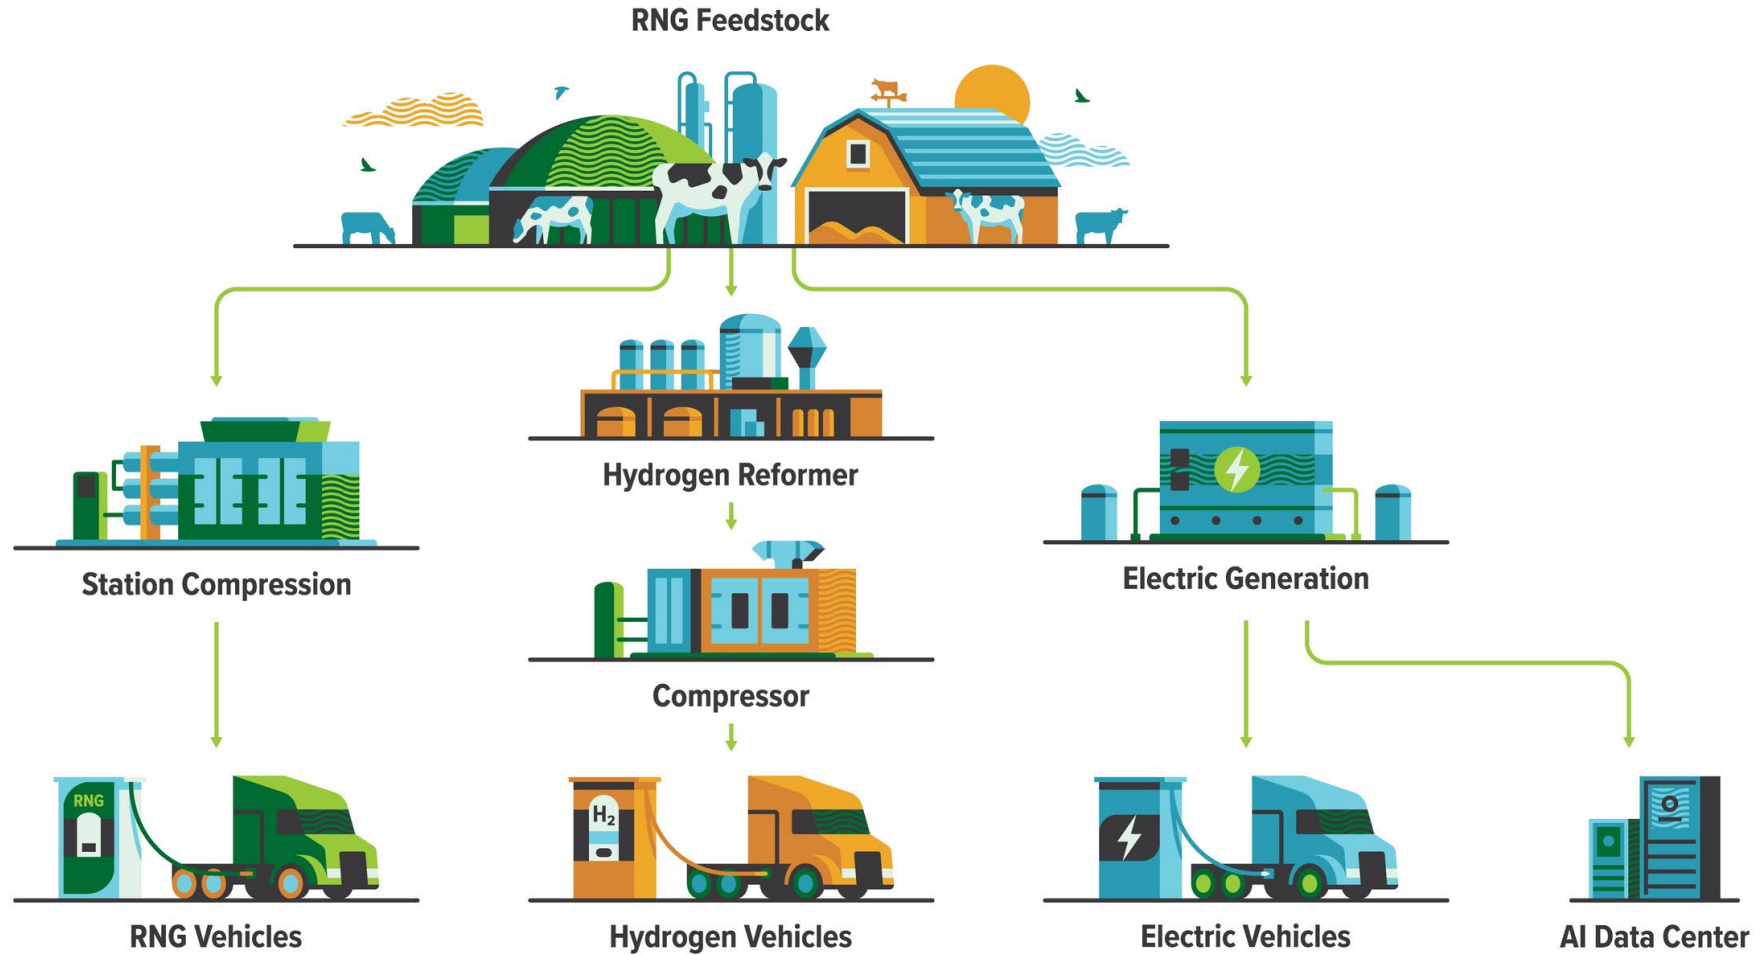 RNG Feedstock
Hydrogen Reformer
Station Compression
Electric Generation
Compressor
RNG
H₂
RNG Vehicles
Hydrogen Vehicles
Electric Vehicles
AI Data Center